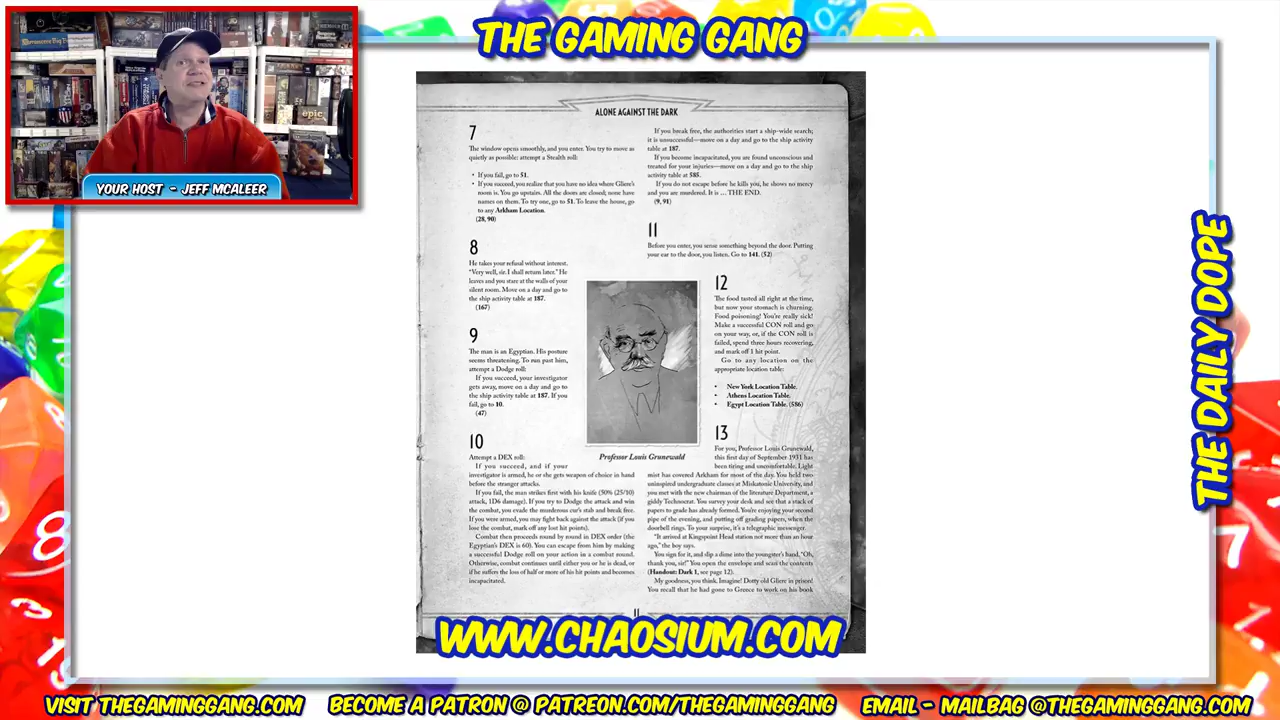 THE GAMING GANG
YOUR HOST - JEFF MCALEER
THE DAILY DOPE
ALONE AGAINST THE DARK
7
The window opens smoothly, and you enter. You try to move as
quietly as possible: attempt a Stealth roll:
• If you fail, go to 51.
• If you succeed, you realize that you have no idea where Gliere's
room is. You go upstairs. All the doors are closed; none have
names on them. To try one, go to 51. To leave the house, go
to any Arkham Location.
(28, 90)
8
He takes your refusal without interest.
"Very well, sir. I shall return later." He
leaves and you stare at the walls of your
silent room. Move on a day and go to
the ship activity table at 187.
(167)
9
The man is an Egyptian. His posture
seems threatening. To run past him,
attempt a Dodge roll:
If you succeed, your investigator
gets away, move on a day and go to
the ship activity table at 187. If you
fail, go to 10.
(47)
10
Attempt a DEX roll:
If you succeed, and if your
investigator is armed, he or she gets weapon of choice in hand
before the stranger attacks.
If you fail, the man strikes first with his knife (50% (25/10)
attack, 1D6 damage). If you try to Dodge the attack and win
the combat, you evade the murderous cur's stab and break free.
If you were armed, you may fight back against the attack (if you
lose the combat, mark off any lost hit points).
Combat then proceeds round by round in DEX order (the
Egyptian's DEX is 60). You can escape from him by making
a successful Dodge roll on your action in a combat round.
Otherwise, combat continues until either you or he is dead, or
if he suffers the loss of half or more of his hit points and becomes
incapacitated.
If you break free, the authorities start a ship-wide search;
it is unsuccessful—move on a day and go to the ship activity
table at 187.
If you become incapacitated, you are found unconscious and
treated for your injuries—move on a day and go to the ship
activity table at 585.
If you do not escape before he kills you, he shows no mercy
and you are murdered. It is ... THE END.
(9, 91)
11
Before you enter, you sense something beyond the door. Putting
your ear to the door, you listen. Go to 141. (52)
12
The food tasted all right at the time,
but now your stomach is churning.
Food poisoning! You're really sick!
Make a successful CON roll and go
on your way, or, if the CON roll is
failed, spend three hours recovering,
and mark off 1 hit point.
Go to any location on the
appropriate location table:
• New York Location Table.
• Athens Location Table.
• Egypt Location Table. (586)
Professor Louis Grunewald
13
For you, Professor Louis Grunewald,
this first day of September 1931 has
been tiring and uncomfortable. Light
mist has covered Arkham for most of the day. You held two
uninspired undergraduate classes at Miskatonic University, and
you met with the new chairman of the literature Department, a
giddy Technocrat. You survey your desk and see that a stack of
papers to grade has already formed. You're enjoying your second
pipe of the evening, and putting off grading papers, when the
doorbell rings. To your surprise, it's a telegraphic messenger.
"It arrived at Kingsport Head station not more than an hour
ago," the boy says.
You sign for it, and slip a dime into the youngster's hand. "Oh,
thank you, sir!" You open the envelope and scan the contents
(Handout: Dark 1, see page 12).
My goodness, you think. Imagine! Dotty old Gliere in prison!
You recall that he had gone to Greece to work on his book
11
WWW.CHAOSIUM.COM
VISIT THEGAMINGGANG.COM
BECOME A PATRON @ PATREON.COM/THEGAMINGGANG
EMAIL - MAILBAG @THEGAMINGGANG.COM
epic